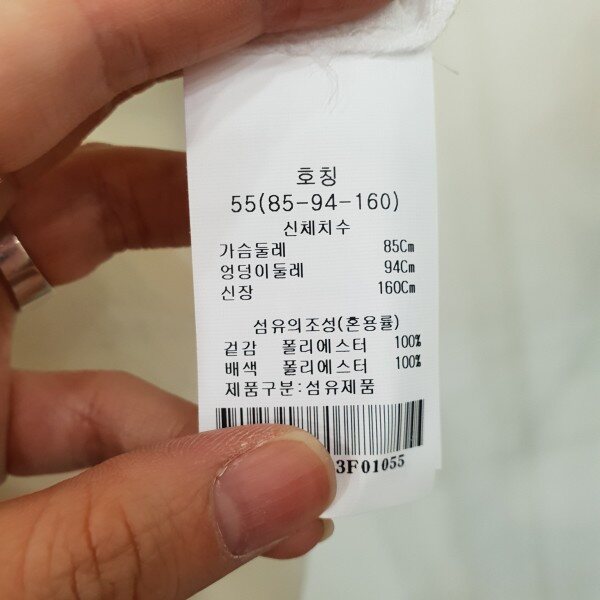 호칭
55(85-94-160)
신체치수
가슴둘레 85Cm
엉덩이둘레 94Cm
신장 160Cm
섬유의조성(혼용률)
겉감 폴리에스터 100%
배색 폴리에스터 100%
제품구분:섬유제품
3F01055